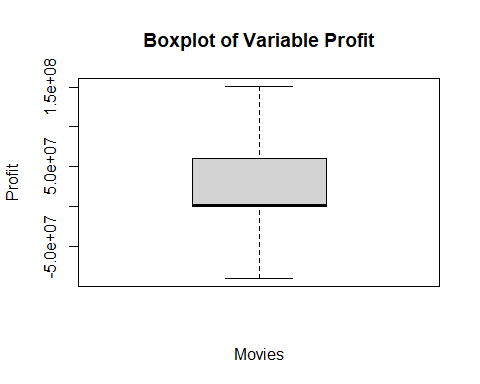 Boxplot of Variable Profit
1.5e+08
5.0e+07
-5.0e+07
Profit
Movies